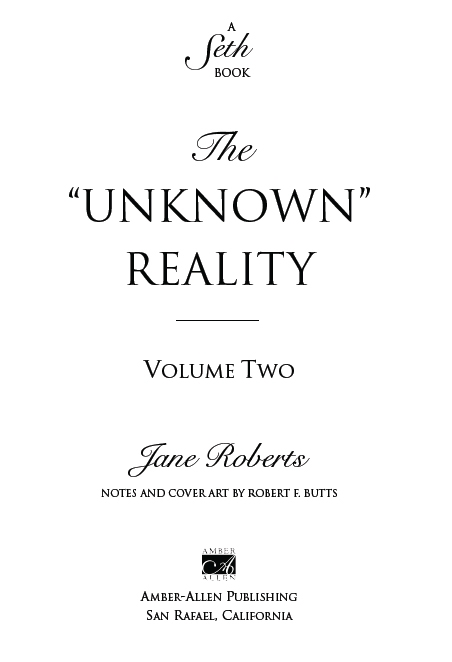 A
Seth
BOOK
The
“UNKNOWN”
REALITY
VOLUME TWO
Jane Roberts
NOTES AND COVER ART BY ROBERT F. BUTTS
AMBER
A
ALLEN
AMBER-ALLEN PUBLISHING
SAN RAFAEL, CALIFORNIA